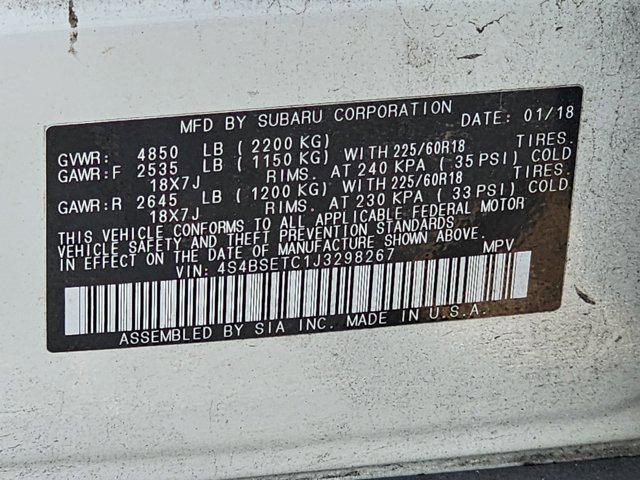 MFD BY SUBARU CORPORATION DATE: 01/18
GVWR: 4850 LB ( 2200 KG)
GAWR:F 2535 LB ( 1150 KG) WITH 225/60R18 TIRES.
18X7J RIMS. AT 240 KPA ( 35 PSI) COLD
GAWR:R 2645 LB ( 1200 KG) WITH 225/60R18 TIRES.
18X7J RIMS. AT 230 KPA ( 33 PSI) COLD
THIS VEHICLE CONFORMS TO ALL APPLICABLE FEDERAL MOTOR
VEHICLE SAFETY AND THEFT PREVENTION STANDARDS
IN EFFECT ON THE DATE OF MANUFACTURE SHOWN ABOVE.
VIN: 4S4BSETC1J3298267 MPV
ASSEMBLED BY SIA INC. MADE IN U.S.A.